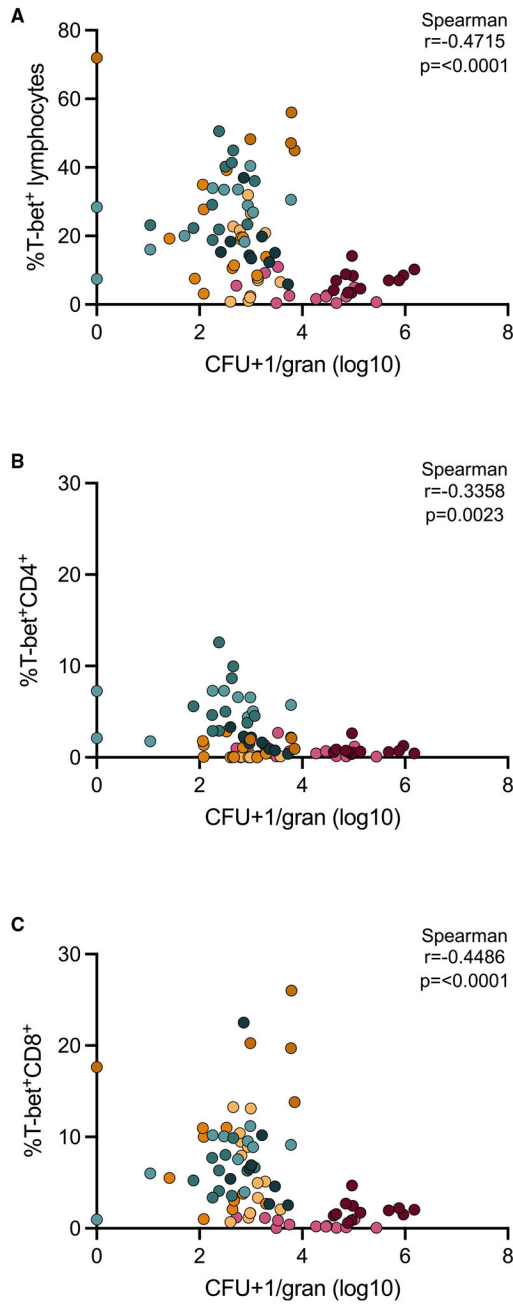 A
Spearman
r=-0.4715
p=<0.0001
80
60
40
20
0
%T-bet+ lymphocytes
0 2 4 6 8
CFU+1/gran (log10)
B
Spearman
r=-0.3358
p=0.0023
30
20
10
0
%T-bet+CD4+
0 2 4 6 8
CFU+1/gran (log10)
C
Spearman
r=-0.4486
p=<0.0001
30
20
10
0
%T-bet+CD8+
0 2 4 6 8
CFU+1/gran (log10)